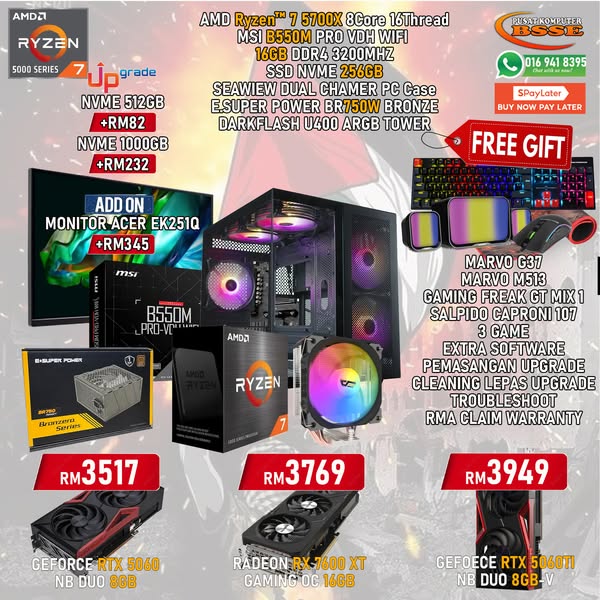 AMD
RYZEN
5000 SERIES 7
Upgrade
NVME 512GB
+RM82
NVME 1000GB
+RM232
ADD ON
MONITOR ACER EK251Q
+RM345
AMD Ryzen™ 7 5700X 8Core 16Thread
MSI B550M PRO VDH WIFI
16GB DDR4 3200MHZ
SSD NVME 256GB
SEAWIEW DUAL CHAMER PC Case
E.SUPER POWER BR750W BRONZE
DARKFLASH U400 ARGB TOWER
PUSAT KOMPUTER
BSSE
016 941 8395
Chat with us now!
SPayLater
BUY NOW PAY LATER
FREE GIFT
MARVO G37
MARVO M513
GAMING FREAK GT MIX 1
SALPIDO CAPRONI 107
3 GAME
EXTRA SOFTWARE
PEMASANGAN UPGRADE
CLEANING LEPAS UPGRADE
TROUBLESHOOT
RMA CLAIM WARRANTY
msi
B550M
PRO-VDH WIFI
E•SUPER POWER
BR750
Bronzero
Series
AMD
RYZEN
7
RM3517
GEFORCE RTX 5060
NB DUO 8GB
RM3769
RADEON RX 7600 XT
GAMING OC 16GB
RM3949
GEFOECE RTX 5060TI
NB DUO 8GB-V